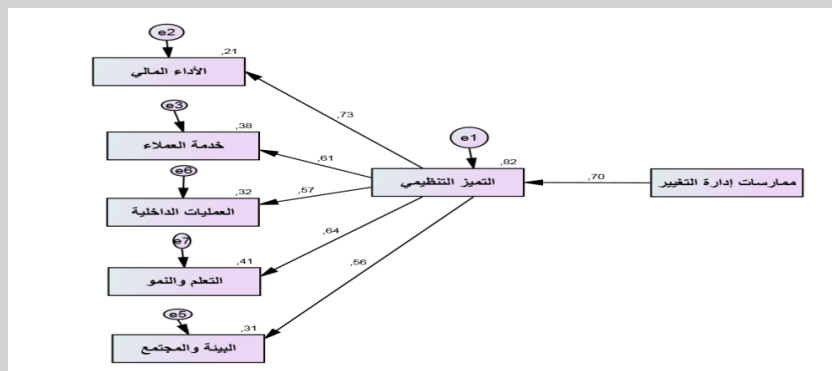 e2
,21
الأداء المالي
,73
e3
,38
خدمة العملاء
,61
e1
,82
التميز التنظيمي
,70
ممارسات إدارة التغيير
e6
,32
العمليات الداخلية
,57
e7
,41
التعلم والنمو
,64
e5
,31
البيئة والمجتمع
,56